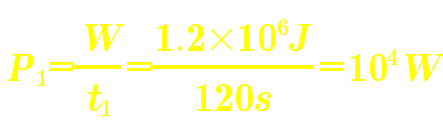 P₁ = W/t₁ = 1.2×10⁶J/120s = 10⁴W